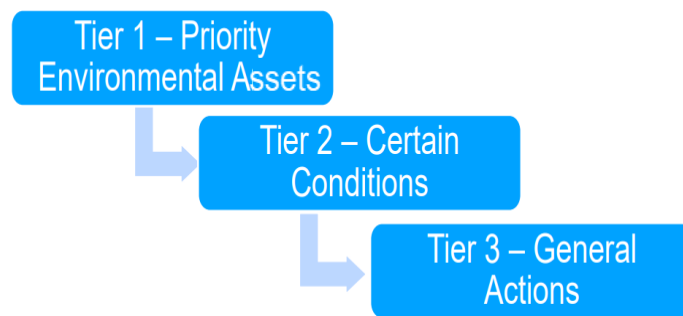 Tier 1 – Priority
Environmental Assets
Tier 2 – Certain
Conditions
Tier 3 – General
Actions